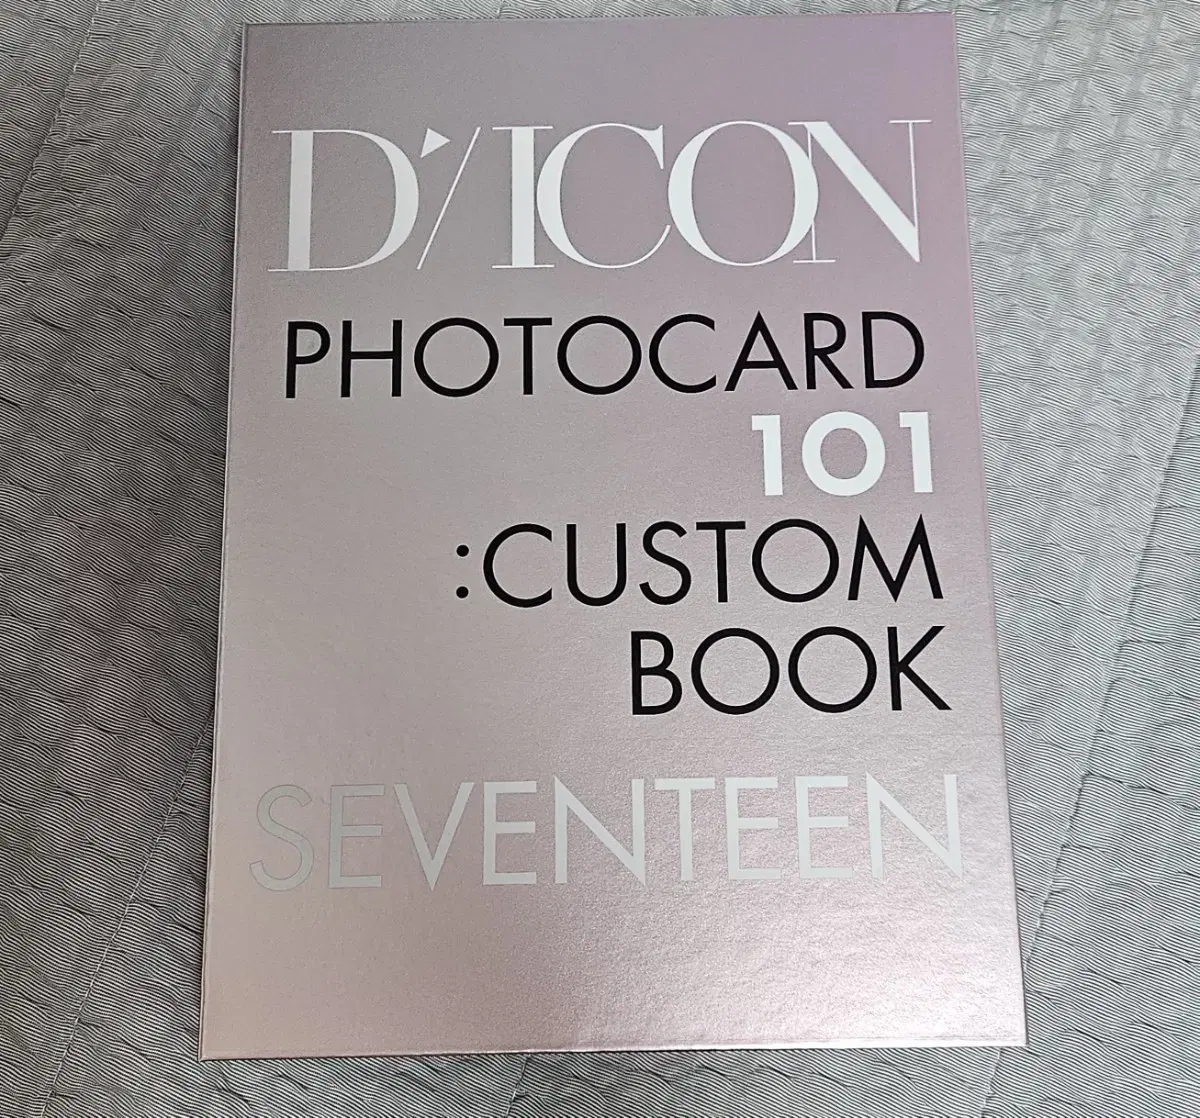 D'/ICON
PHOTOCARD
101
:CUSTOM
BOOK
SEVENTEEN